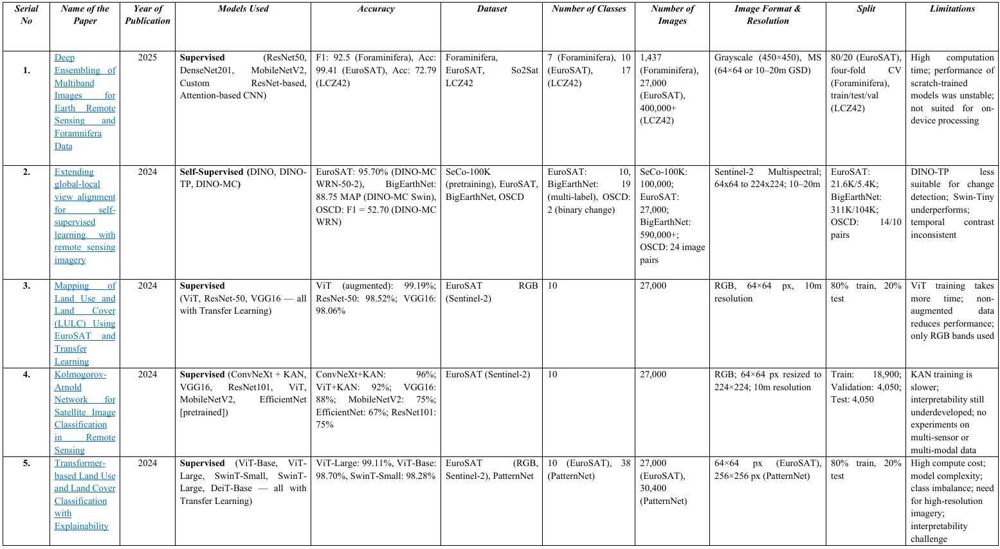 Serial
No
Name of the
Paper
Year of
Publication
Models Used
Accuracy
Dataset
Number of Classes
Number of
Images
Image Format &
Resolution
Split
Limitations
1.
Deep
Ensembling of
Multiband
Images for
Earth Remote
Sensing and
Foramnifera
Data
2025
Supervised (ResNet50,
DenseNet201, MobileNetV2,
Custom ResNet-based,
Attention-based CNN)
F1: 92.5 (Foraminifera), Acc:
99.41 (EuroSAT), Acc: 72.79
(LCZ42)
Foraminifera,
EuroSAT, So2Sat
LCZ42
7 (Foraminifera), 10
(EuroSAT), 17
(LCZ42)
1,437
(Foraminifera),
27,000
(EuroSAT),
400,000+
(LCZ42)
Grayscale (450×450), MS
(64×64 or 10–20m GSD)
80/20 (EuroSAT),
four-fold CV
(Foraminifera),
train/test/val
(LCZ42)
High computation
time; performance of
scratch-trained
models was unstable;
not suited for on-
device processing
2.
Extending
global-local
view alignment
for self-
supervised
learning with
remote sensing
imagery
2024
Self-Supervised (DINO, DINO-
TP, DINO-MC)
EuroSAT: 95.70% (DINO-MC
WRN-50-2), BigEarthNet:
88.75 MAP (DINO-MC Swin),
OSCD: F1 = 52.70 (DINO-MC
WRN)
SeCo-100K
(pretraining), EuroSAT,
BigEarthNet, OSCD
EuroSAT: 10,
BigEarthNet: 19
(multi-label), OSCD:
2 (binary change)
SeCo-100K:
100,000;
EuroSAT:
27,000;
BigEarthNet:
590,000+;
OSCD: 24 image
pairs
Sentinel-2 Multispectral;
64x64 to 224x224; 10–20m
EuroSAT:
21.6K/5.4K;
BigEarthNet:
311K/104K;
OSCD: 14/10
pairs
DINO-TP less
suitable for change
detection; Swin-Tiny
underperforms;
temporal contrast
inconsistent
3.
Mapping of
Land Use and
Land Cover
(LULC) Using
EuroSAT and
Transfer
Learning
2024
Supervised
(ViT, ResNet-50, VGG16 — all
with Transfer Learning)
ViT (augmented): 99.19%;
ResNet-50: 98.52%; VGG16:
98.06%
EuroSAT RGB
(Sentinel-2)
10
27,000
RGB, 64×64 px, 10m
resolution
80% train, 20%
test
ViT training takes
more time; non-
augmented data
reduces performance;
only RGB bands used
4.
Kolmogorov-
Arnold
Network for
Satellite Image
Classification
in Remote
Sensing
2024
Supervised (ConvNeXt + KAN,
VGG16, ResNet101, ViT,
MobileNetV2, EfficientNet
[pretrained])
ConvNeXt+KAN: 96%;
ViT+KAN: 92%; VGG16:
88%; MobileNetV2: 75%;
EfficientNet: 67%; ResNet101:
75%
EuroSAT (Sentinel-2)
10
27,000
RGB; 64×64 px resized to
224×224; 10m resolution
Train: 18,900;
Validation: 4,050;
Test: 4,050
KAN training is
slower;
interpretability still
underdeveloped; no
experiments on
multi-sensor or
multi-modal data
5.
Transformer-
based Land Use
and Land Cover
Classification
with
Explainability
2024
Supervised (ViT-Base, ViT-
Large, SwinT-Small, SwinT-
Large, DeiT-Base — all with
Transfer Learning)
ViT-Large: 99.11%, ViT-Base:
98.70%, SwinT-Small: 98.28%
EuroSAT (RGB,
Sentinel-2), PatternNet
10 (EuroSAT), 38
(PatternNet)
27,000
(EuroSAT),
30,400
(PatternNet)
64×64 px (EuroSAT),
256×256 px (PatternNet)
80% train, 20%
test
High compute cost;
model complexity;
class imbalance; need
for high-resolution
imagery;
interpretability
challenge